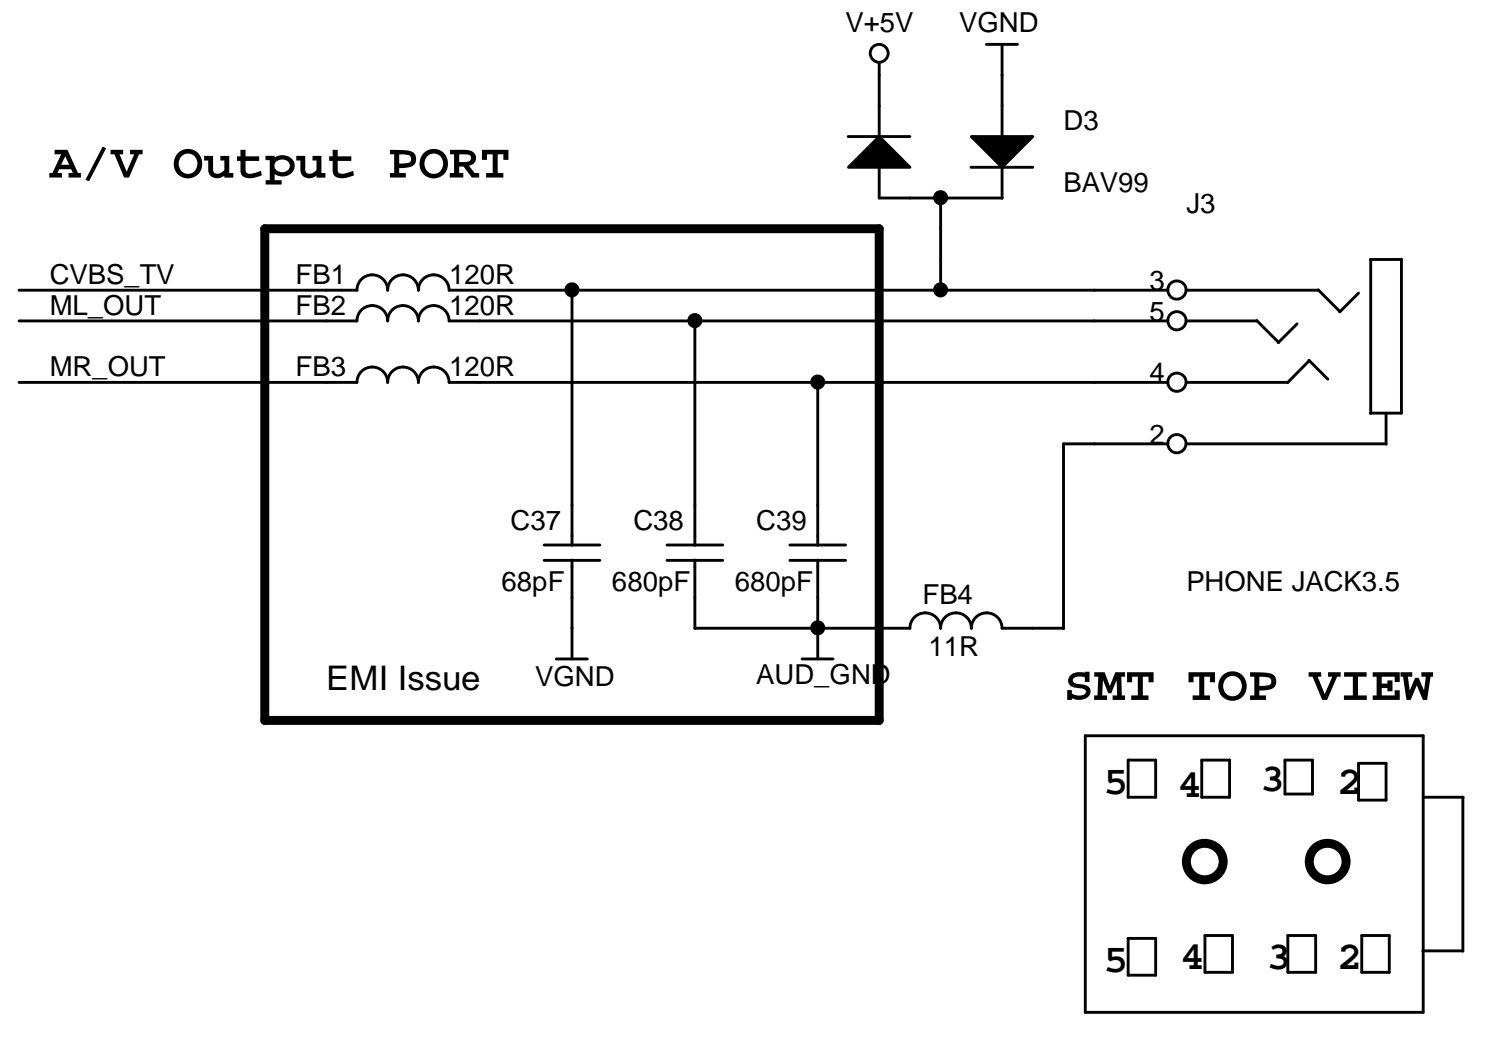 V+5V VGND
D3
A/V Output PORT
BAV99
J3
CVBS_TV FB1 120R 3
ML_OUT FB2 120R 5
MR_OUT FB3 120R 4
2
C37 C38 C39
68pF 680pF 680pF PHONE JACK3.5
FB4
11R
EMI Issue VGND AUD_GND
SMT TOP VIEW
5 4 3 2
5 4 3 2